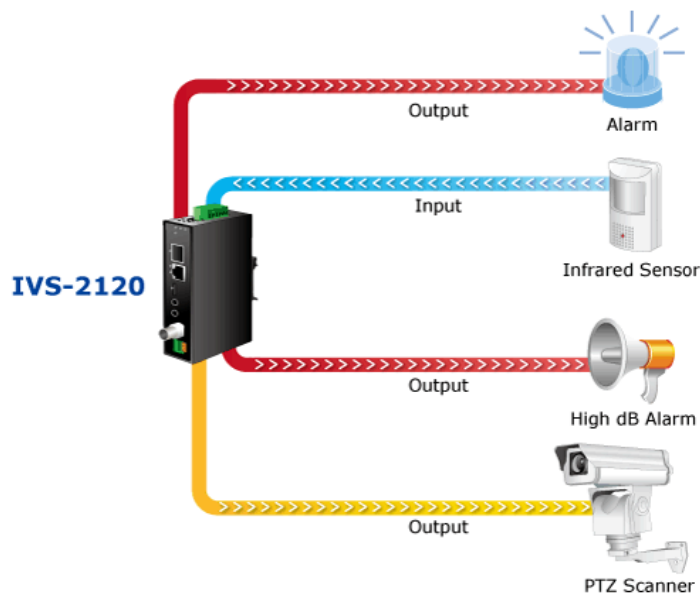 Output
Alarm
Input
Infrared Sensor
IVS-2120
Output
High dB Alarm
Output
PTZ Scanner